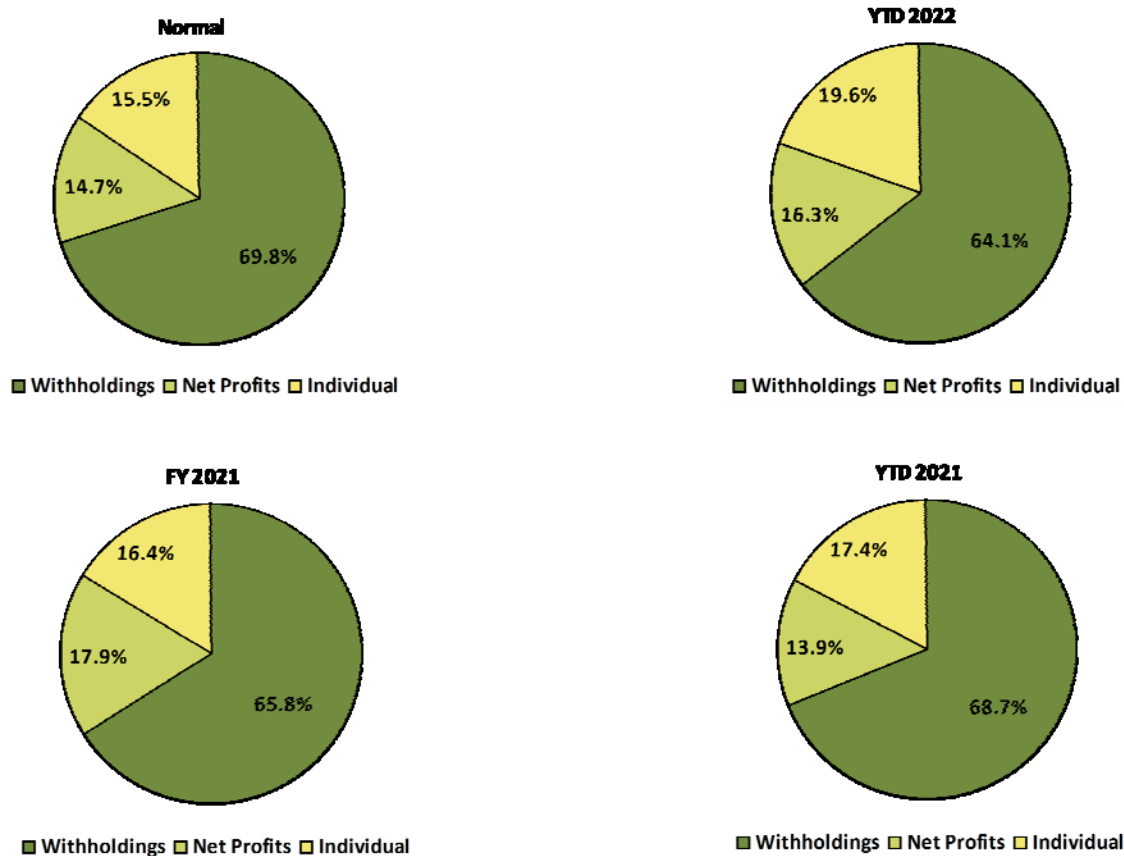 Normal
15.5%
14.7%
69.8%
Withholdings Net Profits Individual
YTD 2022
19.6%
16.3%
64.1%
Withholdings Net Profits Individual
FY 2021
16.4%
17.9%
65.8%
Withholdings Net Profits Individual
YTD 2021
17.4%
13.9%
68.7%
Withholdings Net Profits Individual